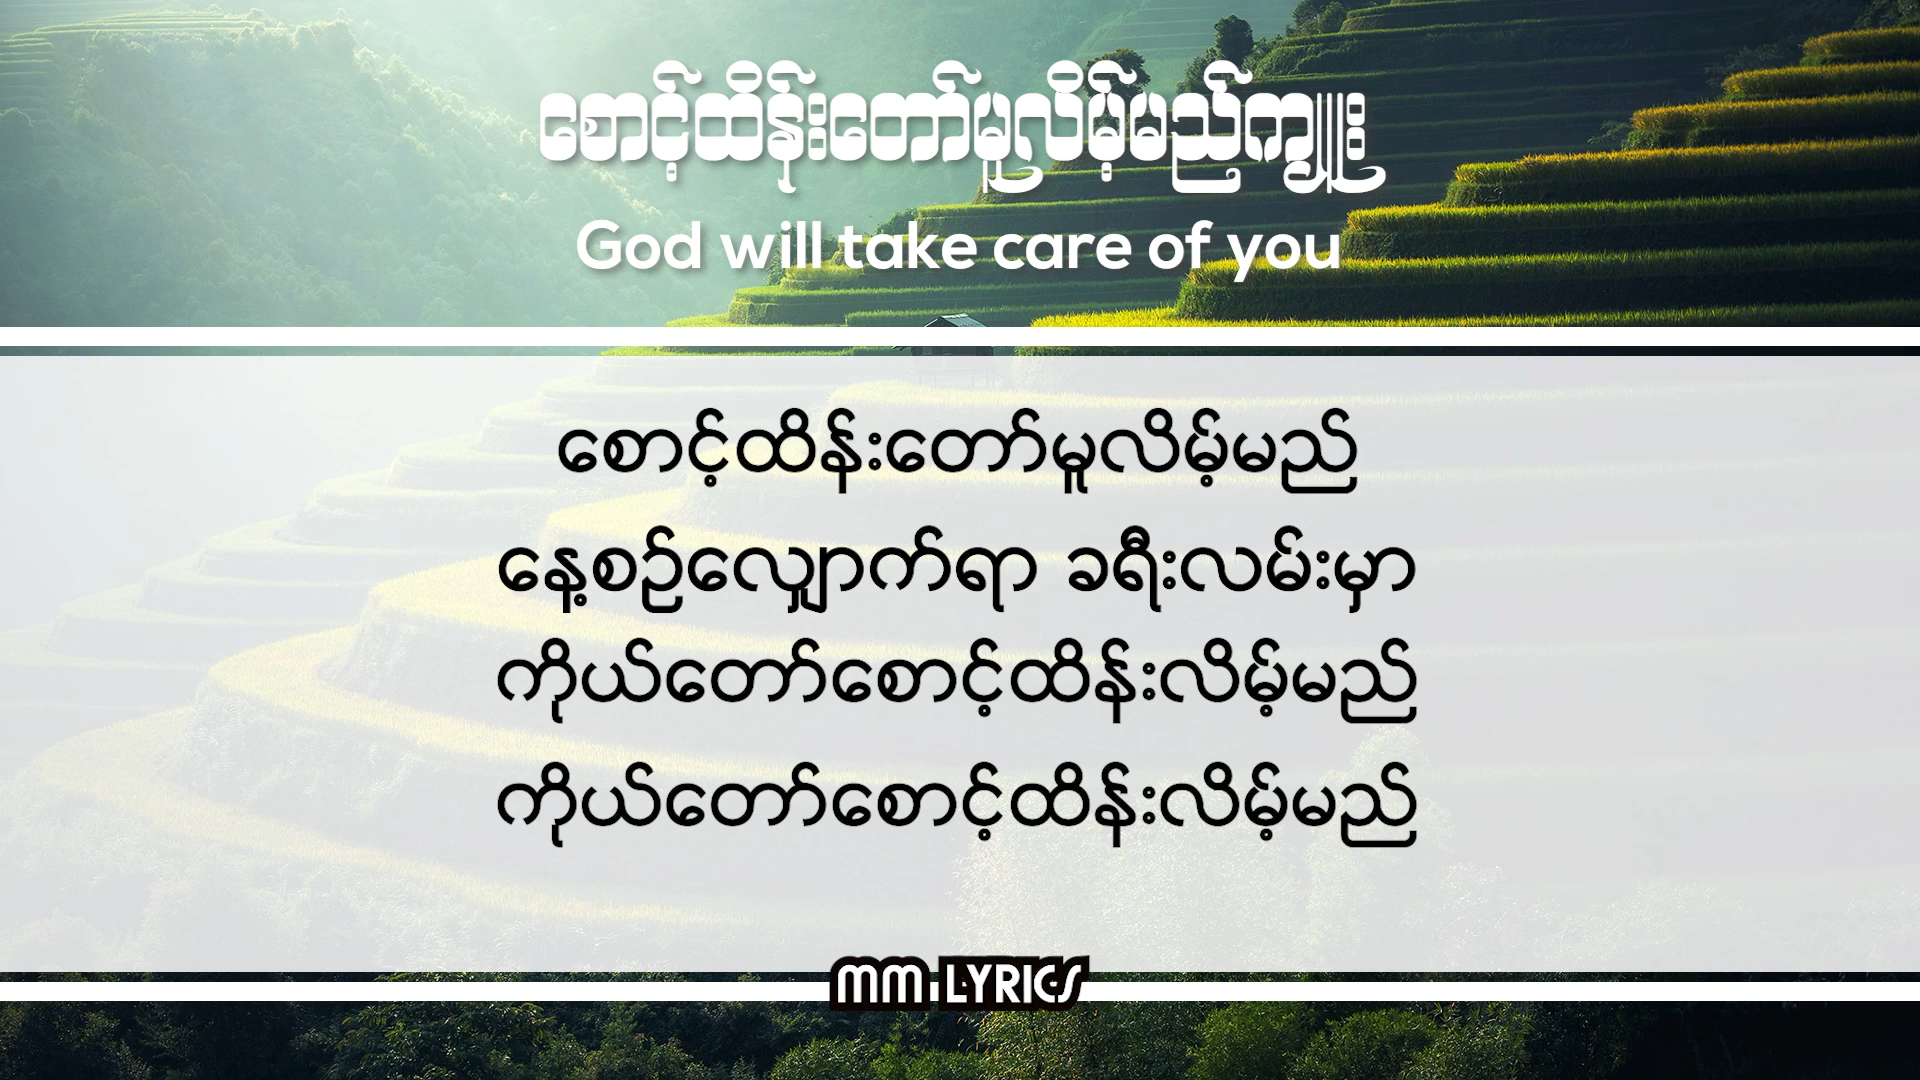 စောင့်ထိန်းတော်မူလိမ့်မည်ကျွူး
God will take care of you
စောင့်ထိန်းတော်မူလိမ့်မည်
နေ့စဉ်လျှောက်ရာ ခရီးလမ်းမှာ
ကိုယ်တော်စောင့်ထိန်းလိမ့်မည်
ကိုယ်တော်စောင့်ထိန်းလိမ့်မည်
MM LYRICS